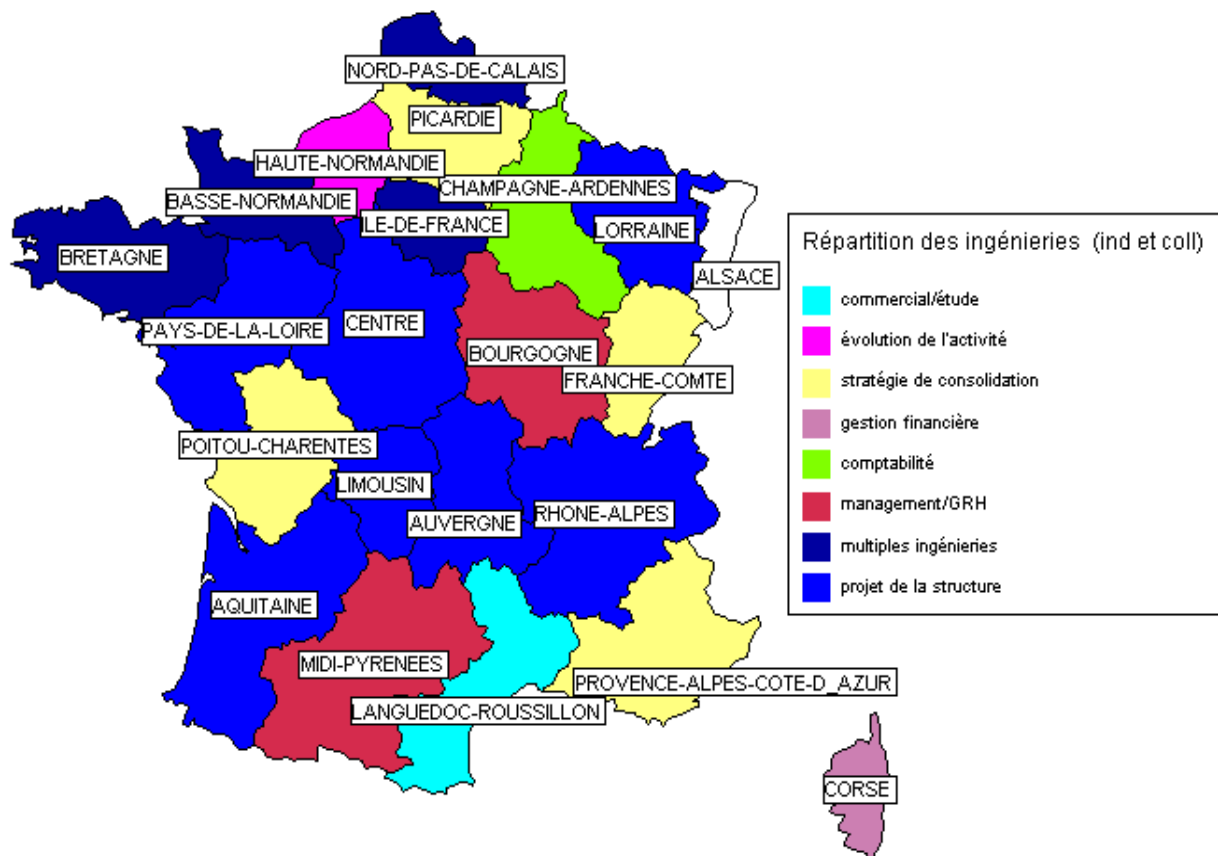 NORD-PAS-DE-CALAIS
PICARDIE
HAUTE-NORMANDIE
CHAMPAGNE-ARDENNES
BASSE-NORMANDIE
ILE-DE-FRANCE
LORRAINE
BRETAGNE
ALSACE
PAYS-DE-LA-LOIRE
CENTRE
BOURGOGNE
FRANCHE-COMTE
POITOU-CHARENTES
LIMOUSIN
AUVERGNE
RHONE-ALPES
AQUITAINE
MIDI-PYRENEES
PROVENCE-ALPES-COTE-D_AZUR
LANGUEDOC-ROUSSILLON
CORSE
Répartition des ingénieries (ind et coll)
commercial/étude
évolution de l'activité
stratégie de consolidation
gestion financière
comptabilité
management/GRH
multiples ingénieries
projet de la structure